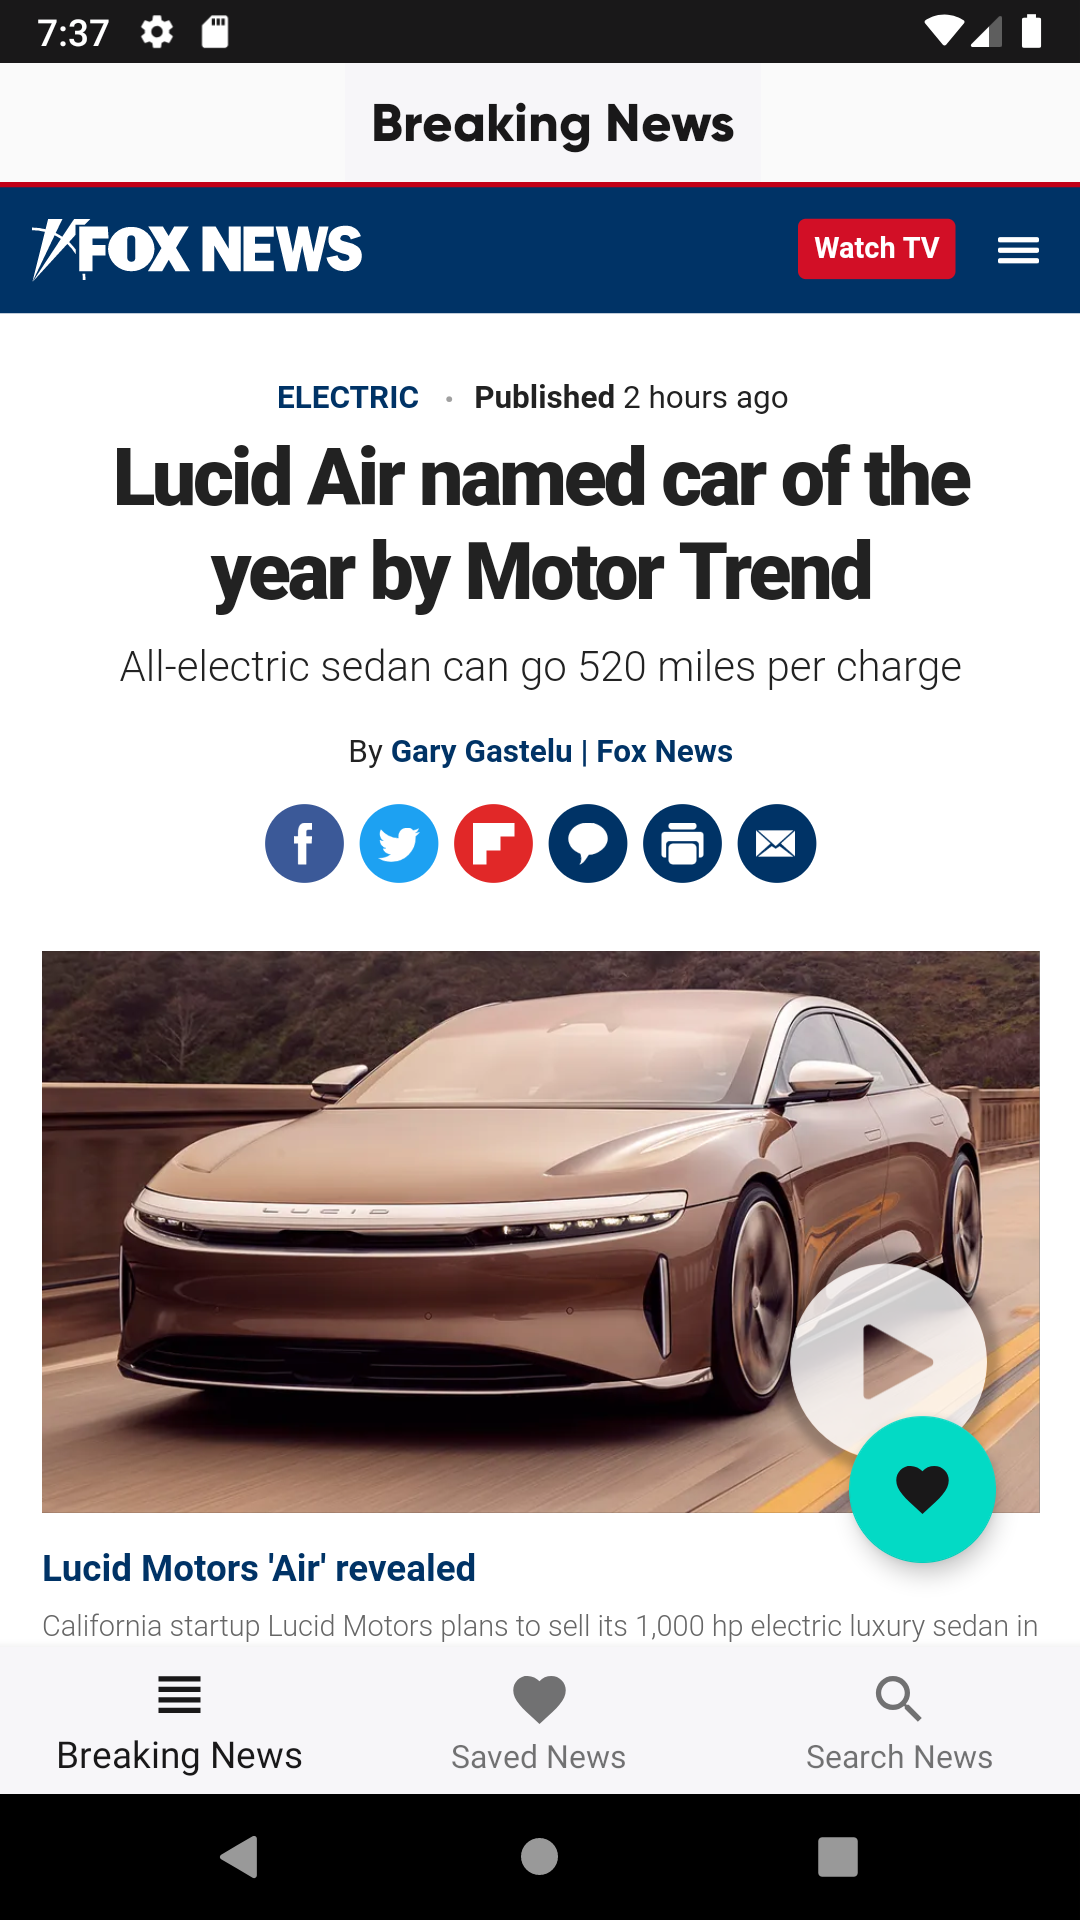 7:37
Breaking News
FOX NEWS
Watch TV
ELECTRIC • Published 2 hours ago
Lucid Air named car of the
year by Motor Trend
All-electric sedan can go 520 miles per charge
By Gary Gastelu | Fox News
LUCID
Lucid Motors 'Air' revealed
California startup Lucid Motors plans to sell its 1,000 hp electric luxury sedan in
Breaking News
Saved News
Search News